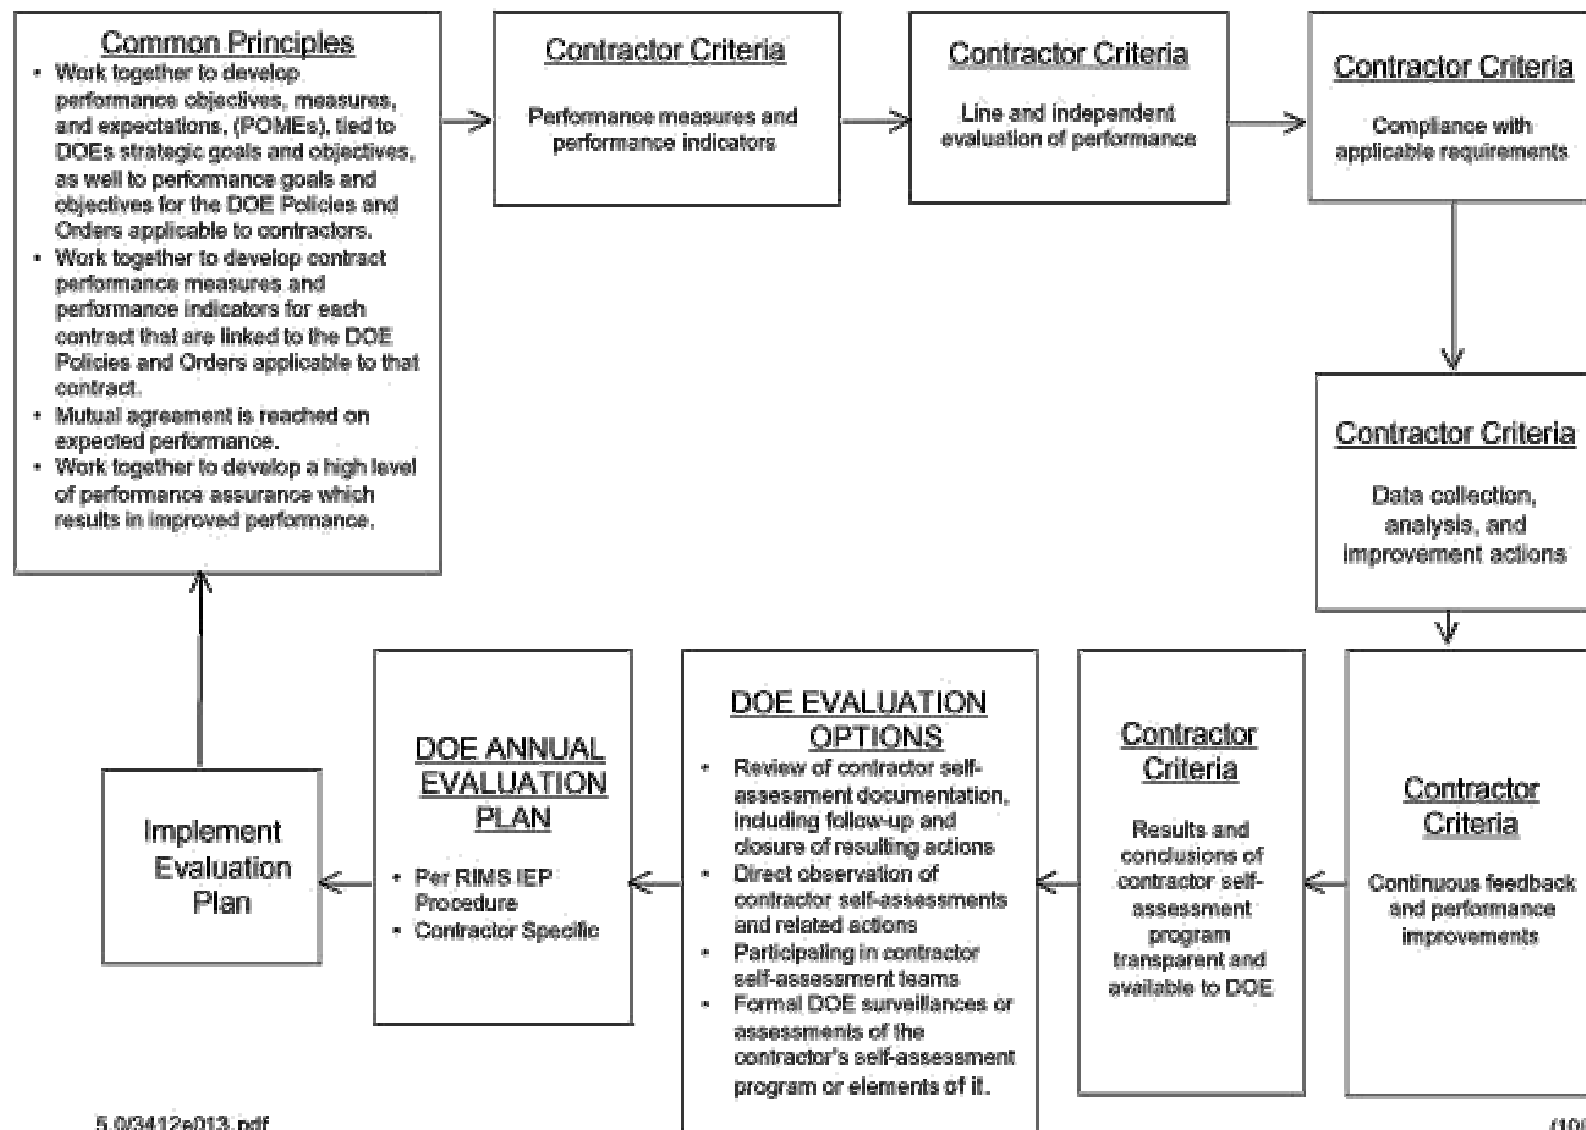 Common Principles
• Work together to develop
performance objectives, measures,
and expectations, (POMEs), tied to
DOEs strategic goals and objectives,
as well to performance goals and
objectives for the DOE Policies and
Orders applicable to contractors.
• Work together to develop contract
performance measures and
performance indicators for each
contract that are linked to the DOE
Policies and Orders applicable to that
contract.
• Mutual agreement is reached on
expected performance.
• Work together to develop a high level
of performance assurance which
results in improved performance.
Contractor Criteria
Performance measures and
performance indicators
Contractor Criteria
Line and independent
evaluation of performance
Contractor Criteria
Compliance with
applicable requirements
Contractor Criteria
Data collection,
analysis, and
improvement actions
Contractor
Criteria
Continuous feedback
and performance
improvements
Contractor
Criteria
Results and
conclusions of
contractor self-
assessment
program
transparent and
available to DOE
DOE EVALUATION
OPTIONS
• Review of contractor self-
assessment documentation,
including follow-up and
closure of resulting actions
• Direct observation of
contractor self-assessments
and related actions
• Participating in contractor
self-assessment teams
• Formal DOE surveillances or
assessments of the
contractor's self-assessment
program or elements of it.
DOE ANNUAL
EVALUATION
PLAN
• Per RIMS IEP
Procedure
• Contractor Specific
Implement
Evaluation
Plan
5.0/3412e013.pdf